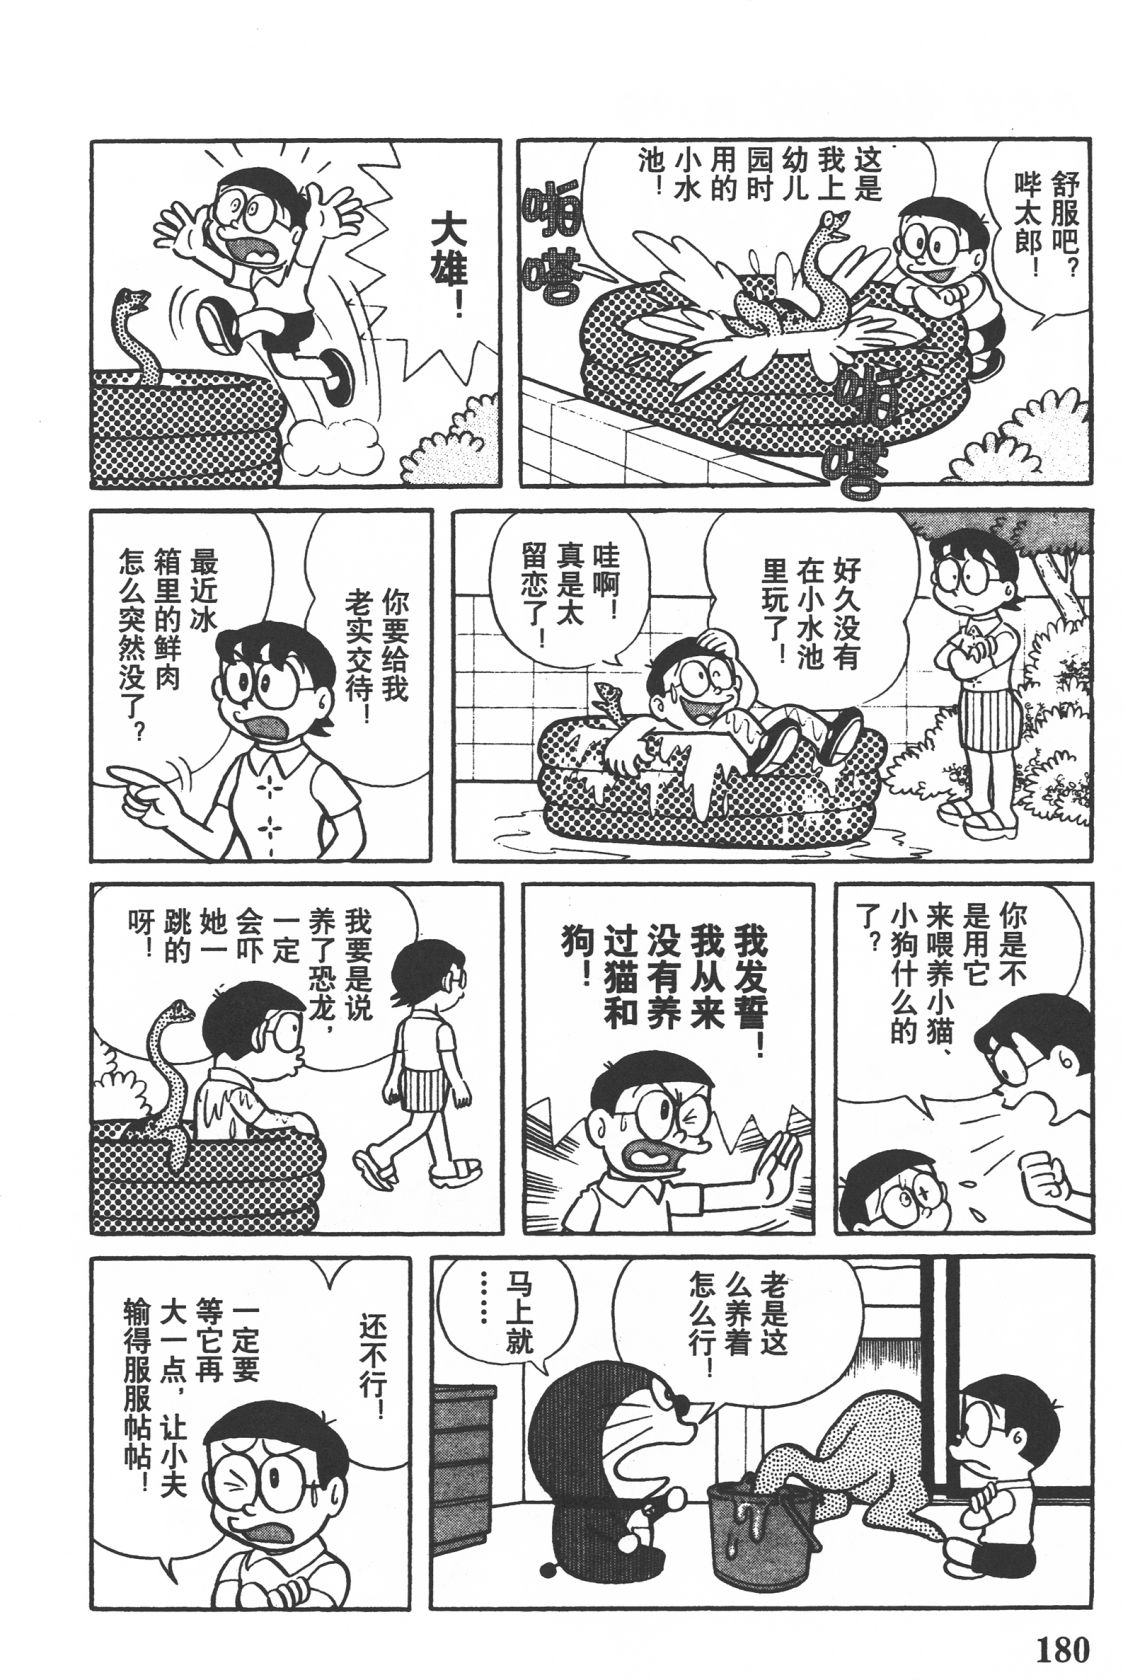 舒服吧？
哔太郎！
这是
我上
幼儿
园时
用的
小水
池！
啪
嗒
啪
嗒
大雄！
好久没有
在小水池
里玩了！
哇啊！
真是太
留恋了！
你要给我
老实交待！
最近冰
箱里的鲜肉
怎么突然没了？
你是不
是用它
来喂养小猫、
小狗什么的
了？
我发誓！
我从来
没有养
过猫和
狗！
我要是说
养了恐龙，
一定
会吓
她一
跳的
呀！
老是这
么养着
怎么行！
马上就
……
还不行！
一定要
等它再
大一点，让小夫
输得服服帖帖！
180